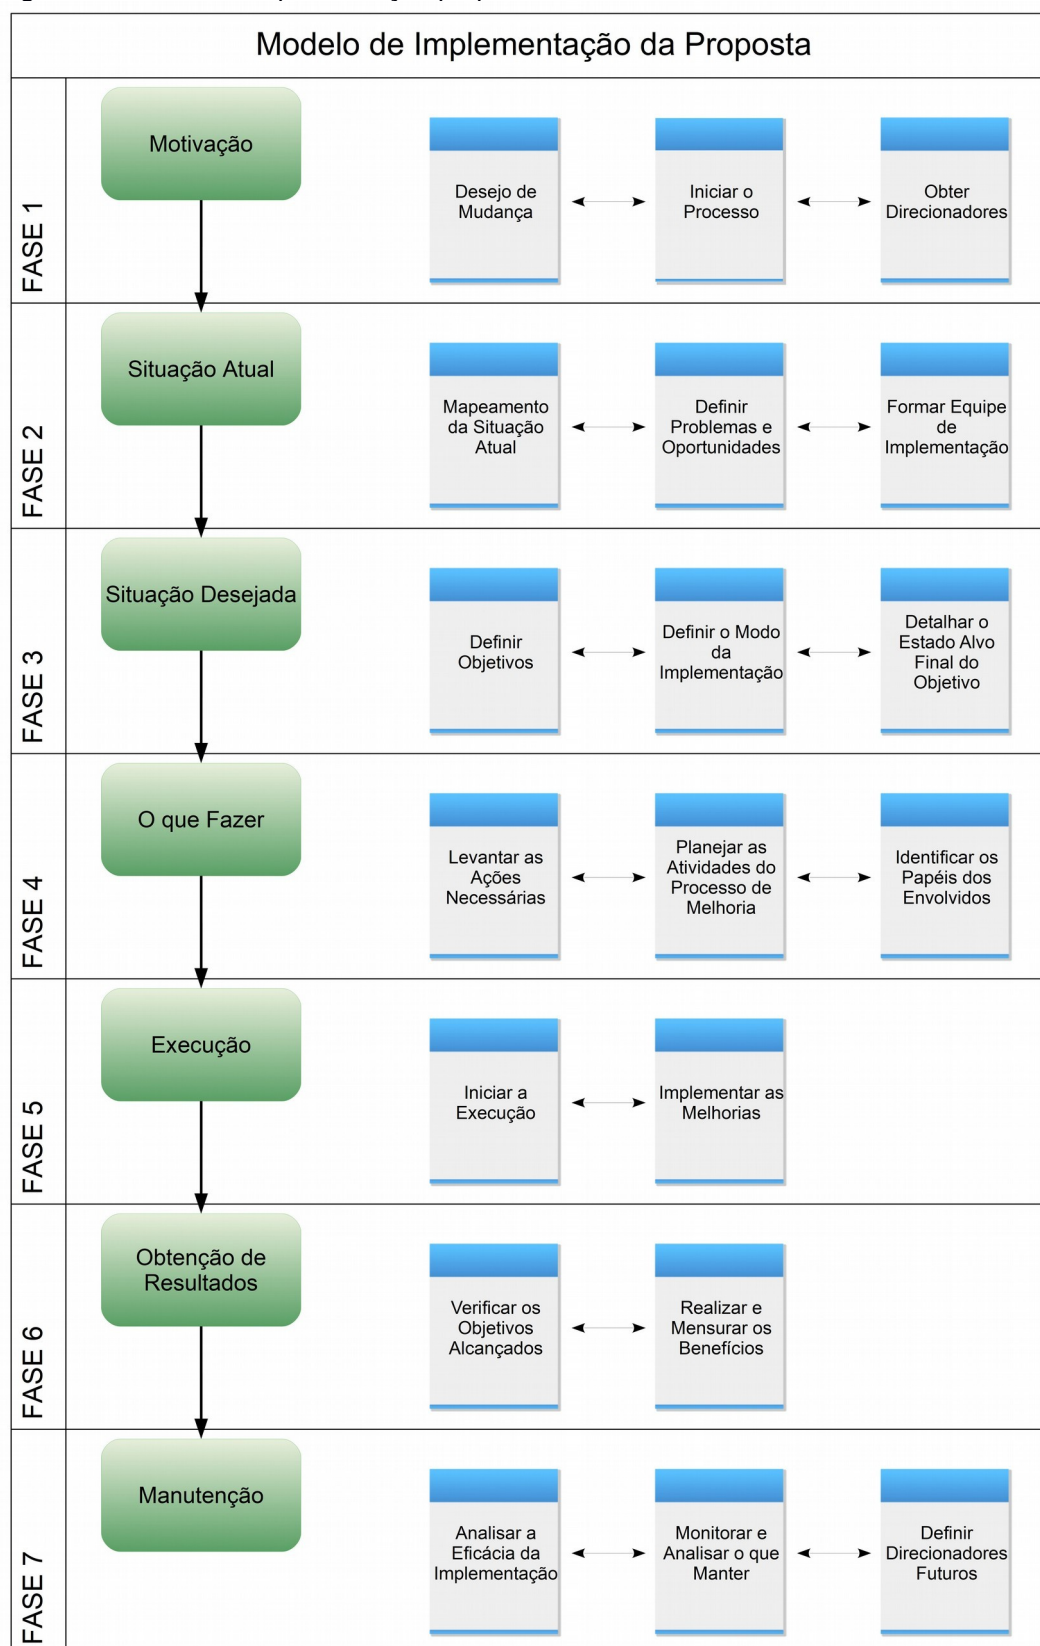 Modelo de Implementação da Proposta
FASE 1
Motivação
Desejo de
Mudança
Iniciar o
Processo
Obter
Direcionadores
FASE 2
Situação Atual
Mapeamento
da Situação
Atual
Definir
Problemas e
Oportunidades
Formar Equipe
de
Implementação
FASE 3
Situação Desejada
Definir
Objetivos
Definir o Modo
da
Implementação
Detalhar o
Estado Alvo
Final do
Objetivo
FASE 4
O que Fazer
Levantar as
Ações
Necessárias
Planejar as
Atividades do
Processo de
Melhoria
Identificar os
Papéis dos
Envolvidos
FASE 5
Execução
Iniciar a
Execução
Implementar as
Melhorias
FASE 6
Obtenção de
Resultados
Verificar os
Objetivos
Alcançados
Realizar e
Mensurar os
Benefícios
FASE 7
Manutenção
Analisar a
Eficácia da
Implementação
Monitorar e
Analisar o que
Manter
Definir
Direcionadores
Futuros